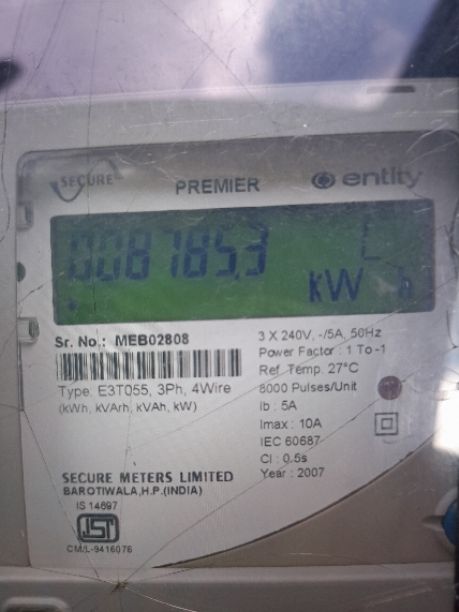 SECURE
PREMIER
entity
008785.3
kW h
Sr. No.: MEB02808
Type: E3T055, 3Ph, 4Wire
(kWh, kVArh, kVAh, kW)
3 X 240V, -/5A, 50Hz
Power Factor : 1 To -1
Ref. Temp. 27°C
8000 Pulses/Unit
Ib : 5A
Imax : 10A
IEC 60687
Cl : 0.5s
Year : 2007
SECURE METERS LIMITED
BAROTIWALA,H.P.(INDIA)
IS 14697
ISI
CM/L-9416076